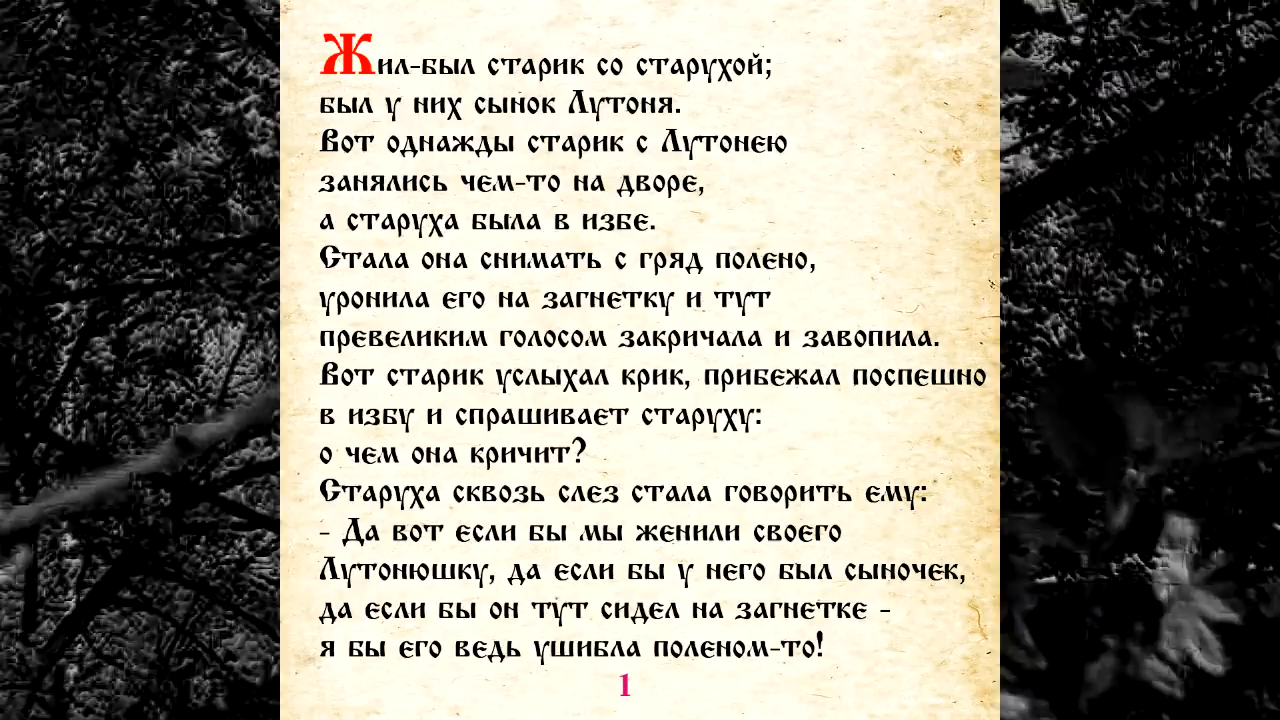 Жил-был старик со старухой;
был у них сынок Лутоня.
Вот однажды старик с Лутонею
занялись чем-то на дворе,
а старуха была в избе.
Стала она снимать с гряд полено,
уронила его на загнетку и тут
превеликим голосом закричала и завопила.
Вот старик услыхал крик, прибежал поспешно
в избу и спрашивает старуху:
о чем она кричит?
Старуха сквозь слез стала говорить ему:
- Да вот если бы мы женили своего
Лутонюшку, да если бы у него был сыночек,
да если бы он тут сидел на загнетке -
я бы его ведь ушибла поленом-то!
1